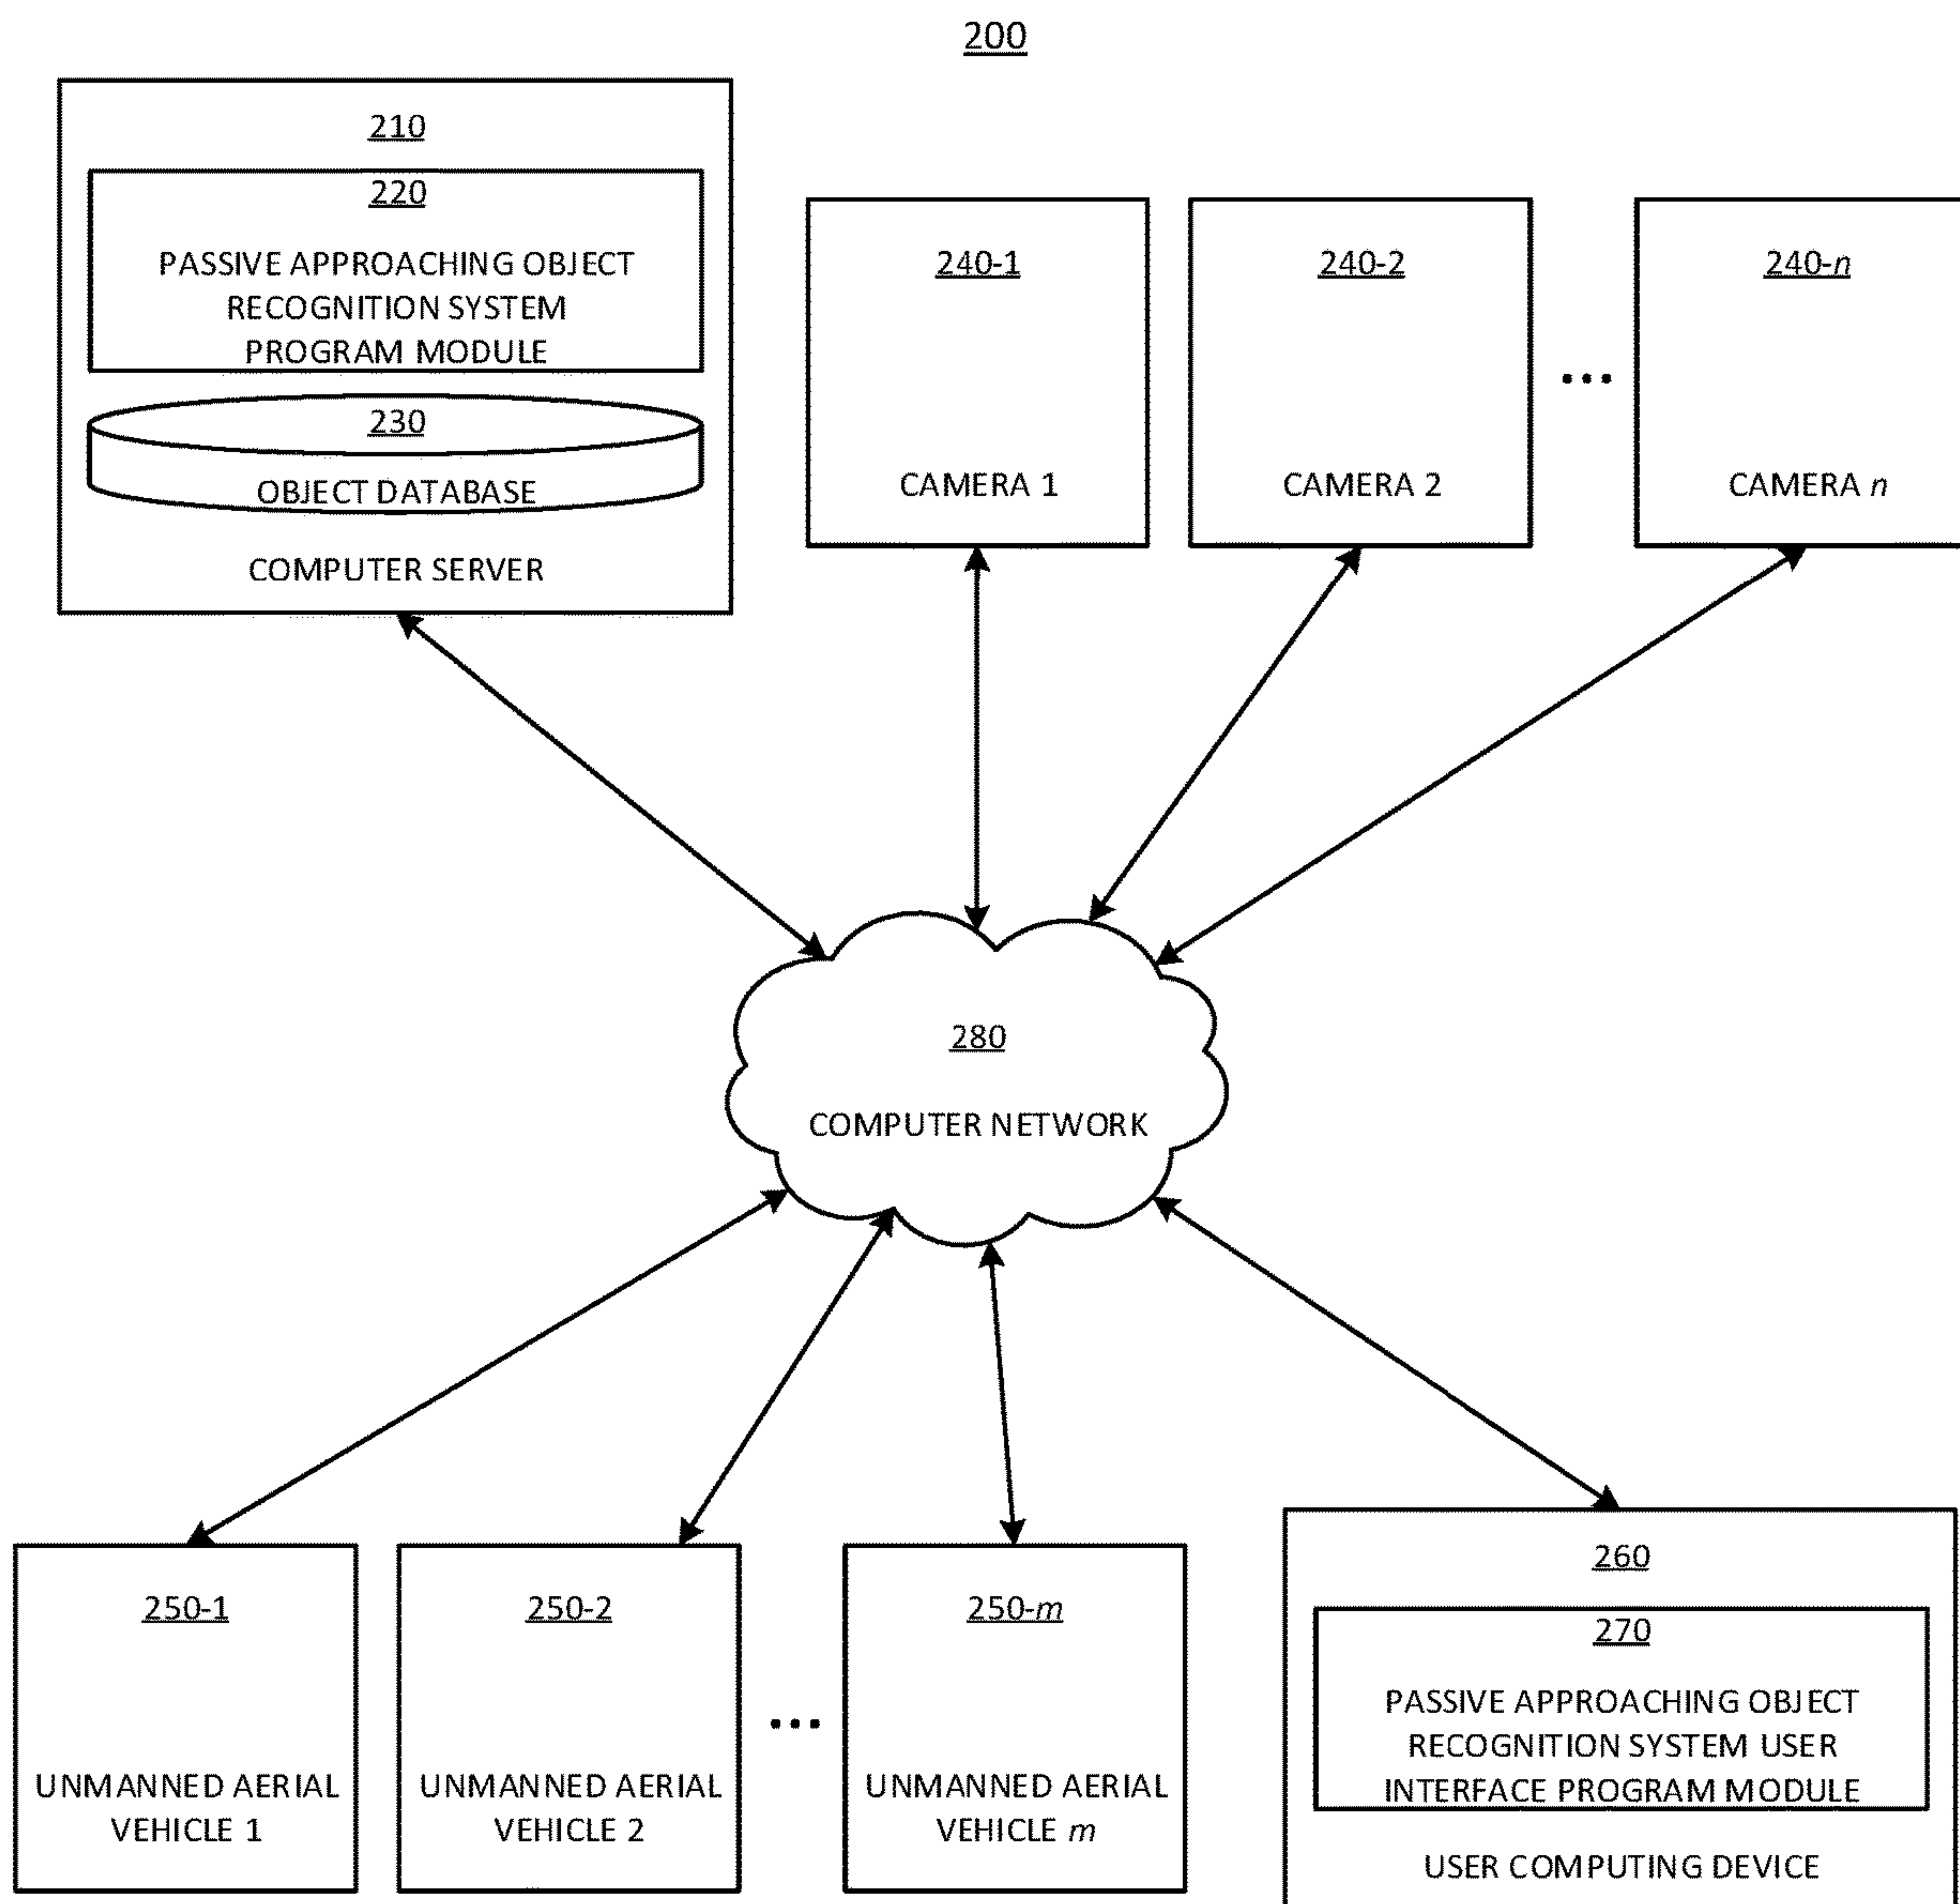 200
210
220
PASSIVE APPROACHING OBJECT
RECOGNITION SYSTEM
PROGRAM MODULE
230
OBJECT DATABASE
COMPUTER SERVER
240-1
CAMERA 1
240-2
CAMERA 2
...
240-n
CAMERA n
280
COMPUTER NETWORK
250-1
UNMANNED AERIAL
VEHICLE 1
250-2
UNMANNED AERIAL
VEHICLE 2
...
250-m
UNMANNED AERIAL
VEHICLE m
260
270
PASSIVE APPROACHING OBJECT
RECOGNITION SYSTEM USER
INTERFACE PROGRAM MODULE
USER COMPUTING DEVICE